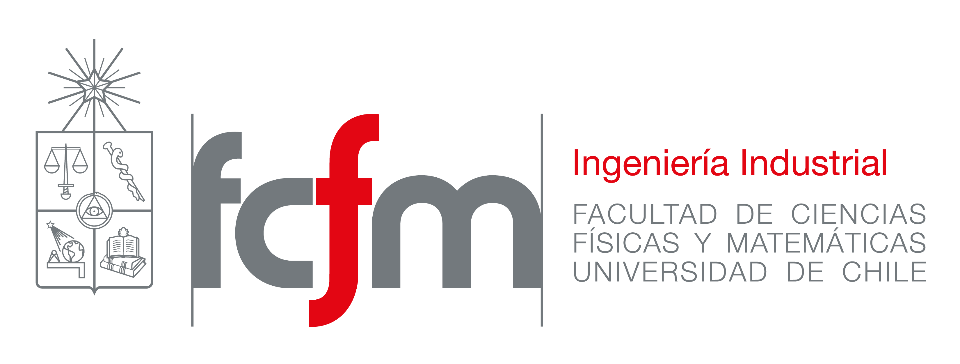 fcfm
Ingeniería Industrial
FACULTAD DE CIENCIAS
FÍSICAS Y MATEMÁTICAS
UNIVERSIDAD DE CHILE